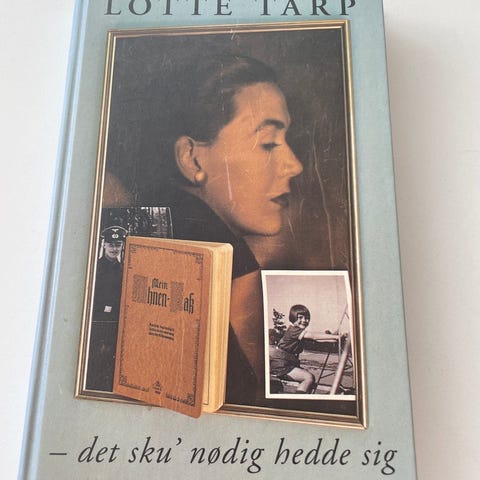 LOTTE TARP
Mein
Ahnen-Paß
– det sku' nødig hedde sig